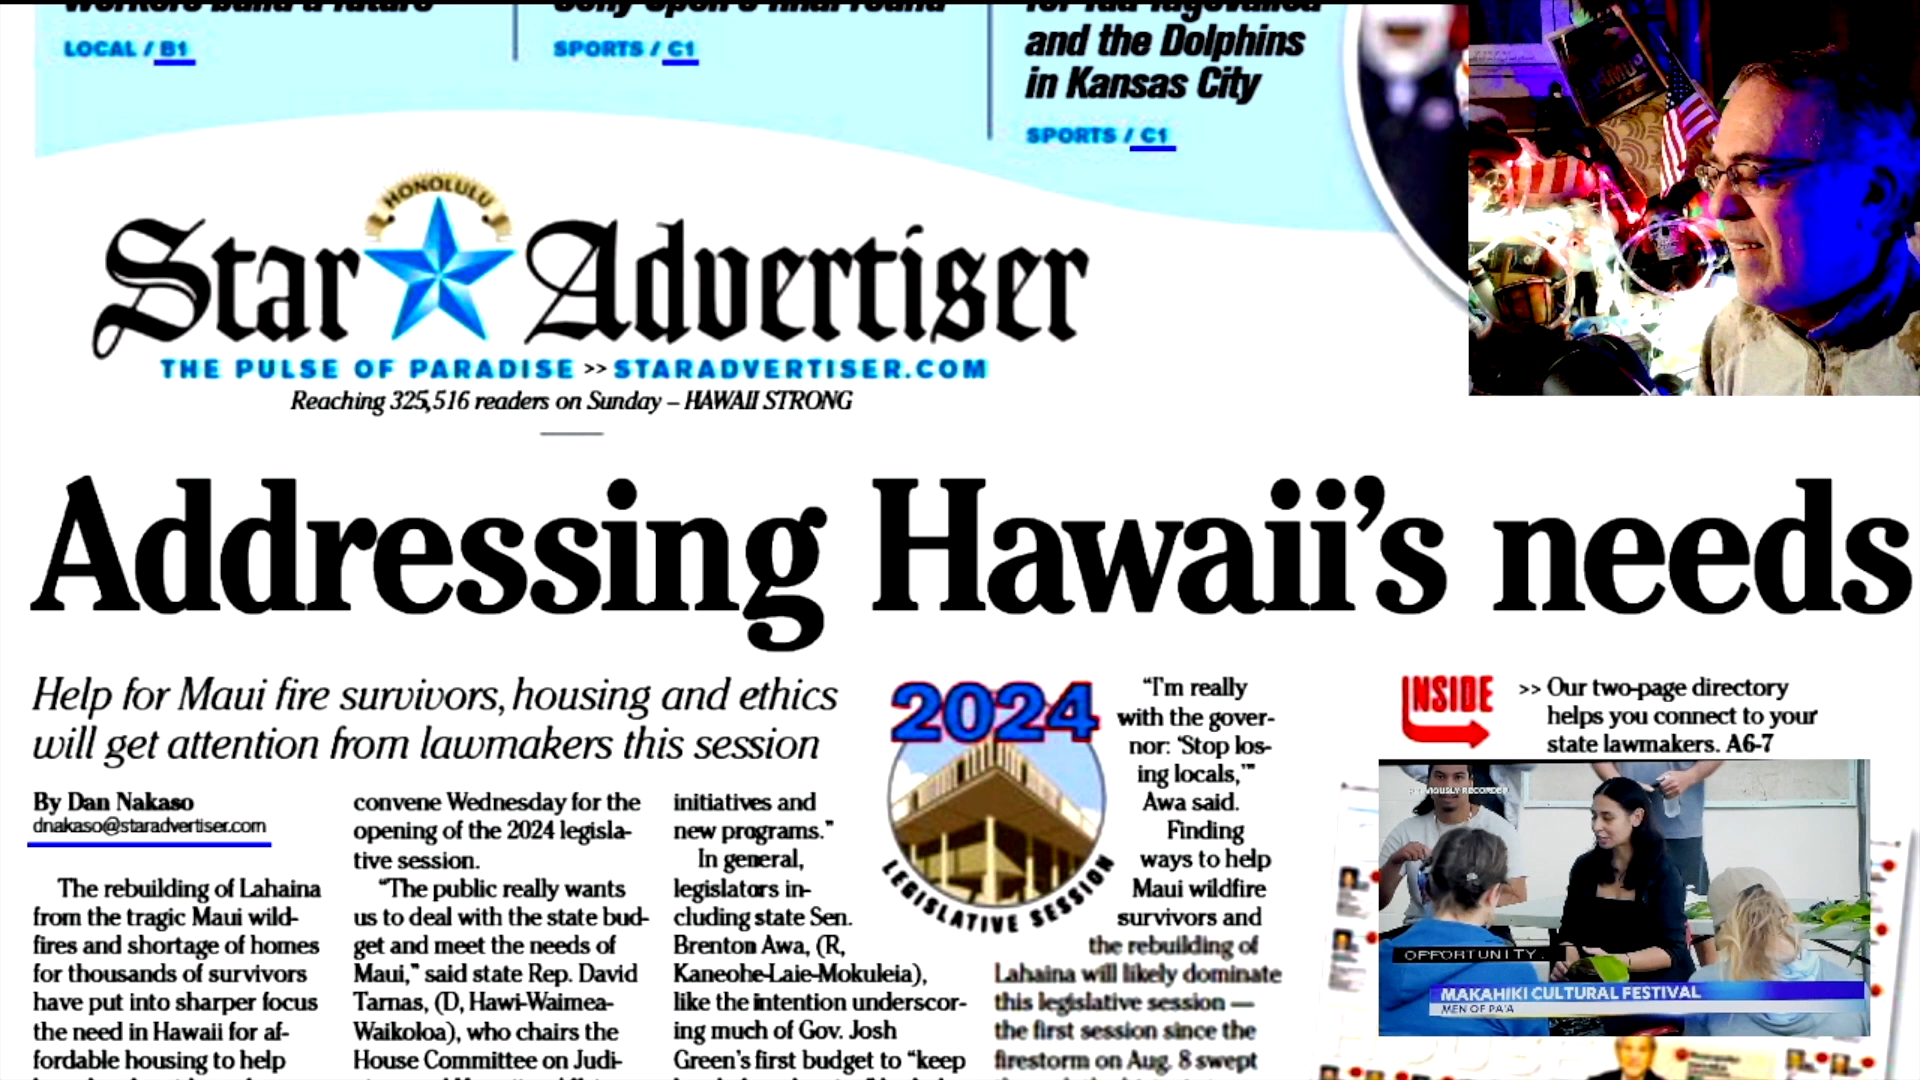 LOCAL / B1
SPORTS / C1
and the Dolphins
in Kansas City
SPORTS / C1
HONOLULU
Star Advertiser
THE PULSE OF PARADISE >> STARADVERTISER.COM
Reaching 325,516 readers on Sunday – HAWAII STRONG
Addressing Hawaii's needs
Help for Maui fire survivors, housing and ethics
will get attention from lawmakers this session
By Dan Nakaso
dnakaso@staradvertiser.com
The rebuilding of Lahaina
from the tragic Maui wild-
fires and shortage of homes
for thousands of survivors
have put into sharper focus
the need in Hawaii for af-
fordable housing to help
convene Wednesday for the
opening of the 2024 legisla-
tive session.
“The public really wants
us to deal with the state bud-
get and meet the needs of
Maui,” said state Rep. David
Tarnas, (D, Hawi-Waimea-
Waikoloa), who chairs the
House Committee on Judi-
initiatives and
new programs.”
In general,
legislators in-
cluding state Sen.
Brenton Awa, (R,
Kaneohe-Laie-Mokuleia),
like the intention underscor-
ing much of Gov. Josh
Green's first budget to “keep
2024
LEGISLATIVE SESSION
“I'm really
with the gover-
nor: ‘Stop los-
ing locals,’”
Awa said.
Finding
ways to help
Maui wildfire
survivors and
the rebuilding of
Lahaina will likely dominate
this legislative session —
the first session since the
firestorm on Aug. 8 swept
INSIDE
>> Our two-page directory
helps you connect to your
state lawmakers. A6-7
PREVIOUSLY RECORDED
OPPORTUNITY.
MAKAHIKI CULTURAL FESTIVAL
MEN OF PA'A